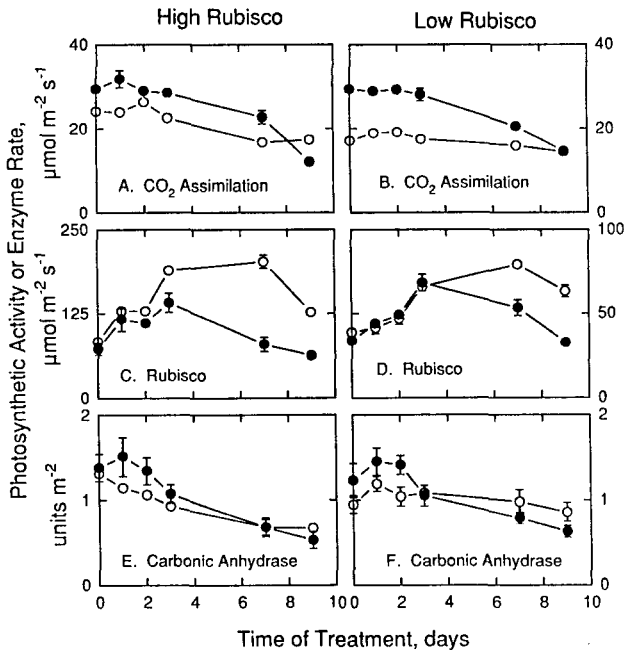 High Rubisco
Low Rubisco
Photosynthetic Activity or Enzyme Rate,
μmol m-2 s-1
μmol m-2 s-1
units m-2
40
20
0
A. CO2 Assimilation
40
20
0
B. CO2 Assimilation
250
125
0
C. Rubisco
100
50
0
D. Rubisco
2
1
0
E. Carbonic Anhydrase
2
1
0
F. Carbonic Anhydrase
0 2 4 6 8 10
0 2 4 6 8 10
Time of Treatment, days